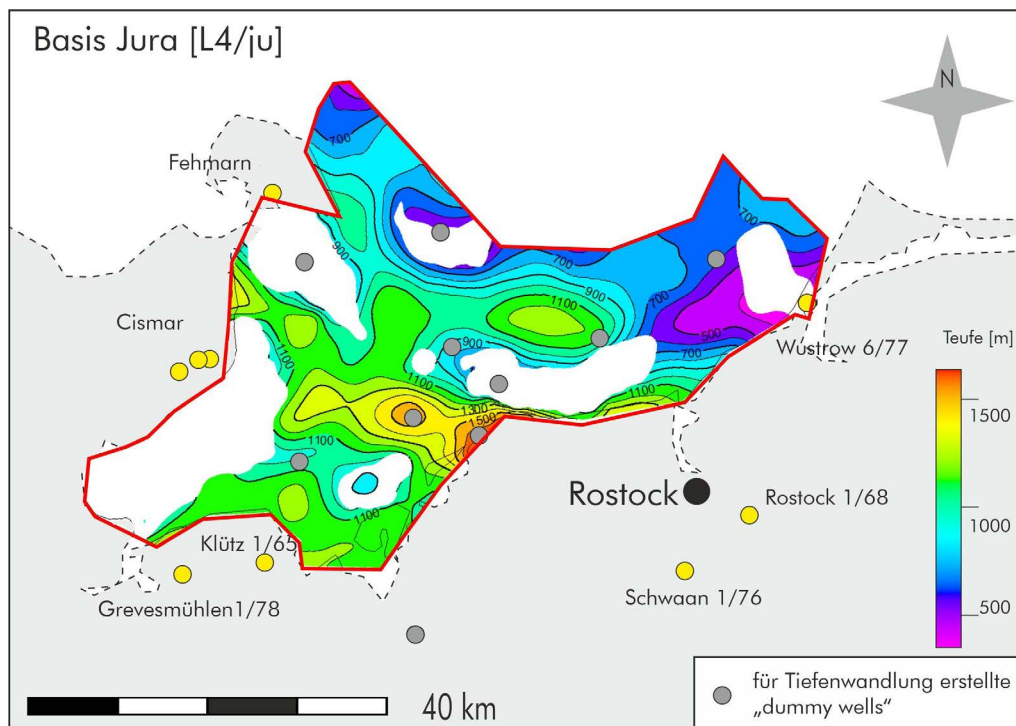 Basis Jura [L4/ju]
N
700
Fehmarn
900
700
700
900
1100
700
500
Cismar
1100
900
1100
700
Wustrow 6/77
Teufe [m]
1100
1300
1500
1500
1100
Rostock
Rostock 1/68
1000
1100
Klütz 1/65
Schwaan 1/76
Grevesmühlen1/78
500
40 km
für Tiefenwandlung erstellte
„dummy wells“